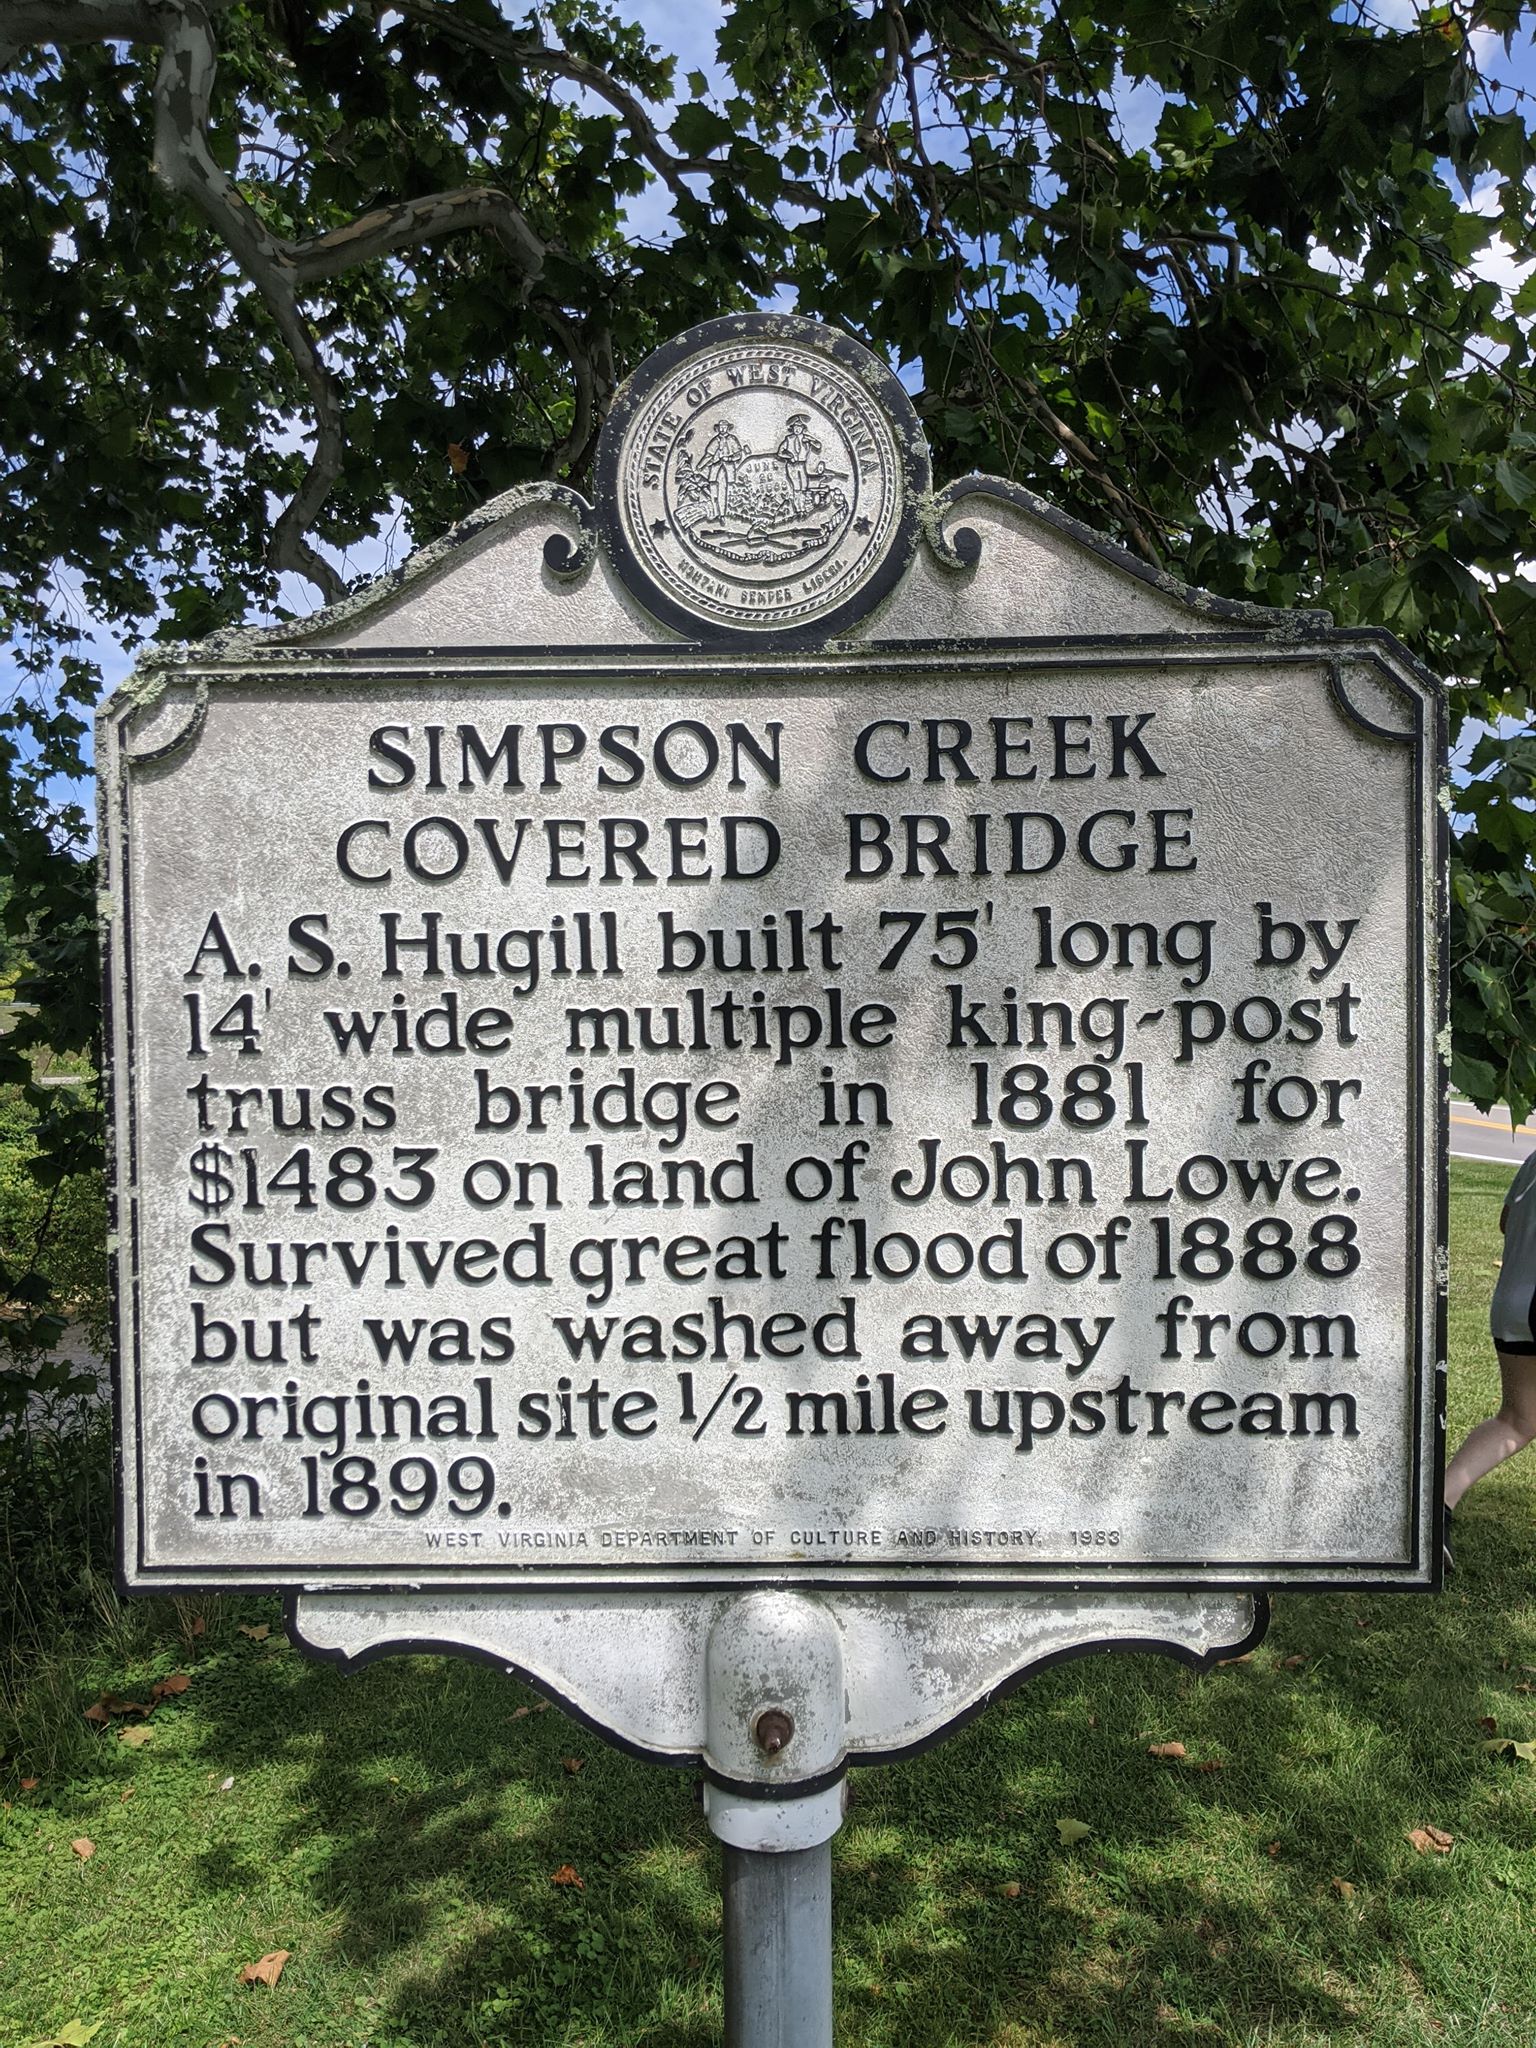 STATE OF WEST VIRGINIA
JUNE
20
1863
MONTANI SEMPER LIBERI.
SIMPSON CREEK
COVERED BRIDGE
A. S. Hugill built 75' long by
14' wide multiple king-post
truss bridge in 1881 for
$1483 on land of John Lowe.
Survived great flood of 1888
but was washed away from
original site 1/2 mile upstream
in 1899.
WEST VIRGINIA DEPARTMENT OF CULTURE AND HISTORY, 1983